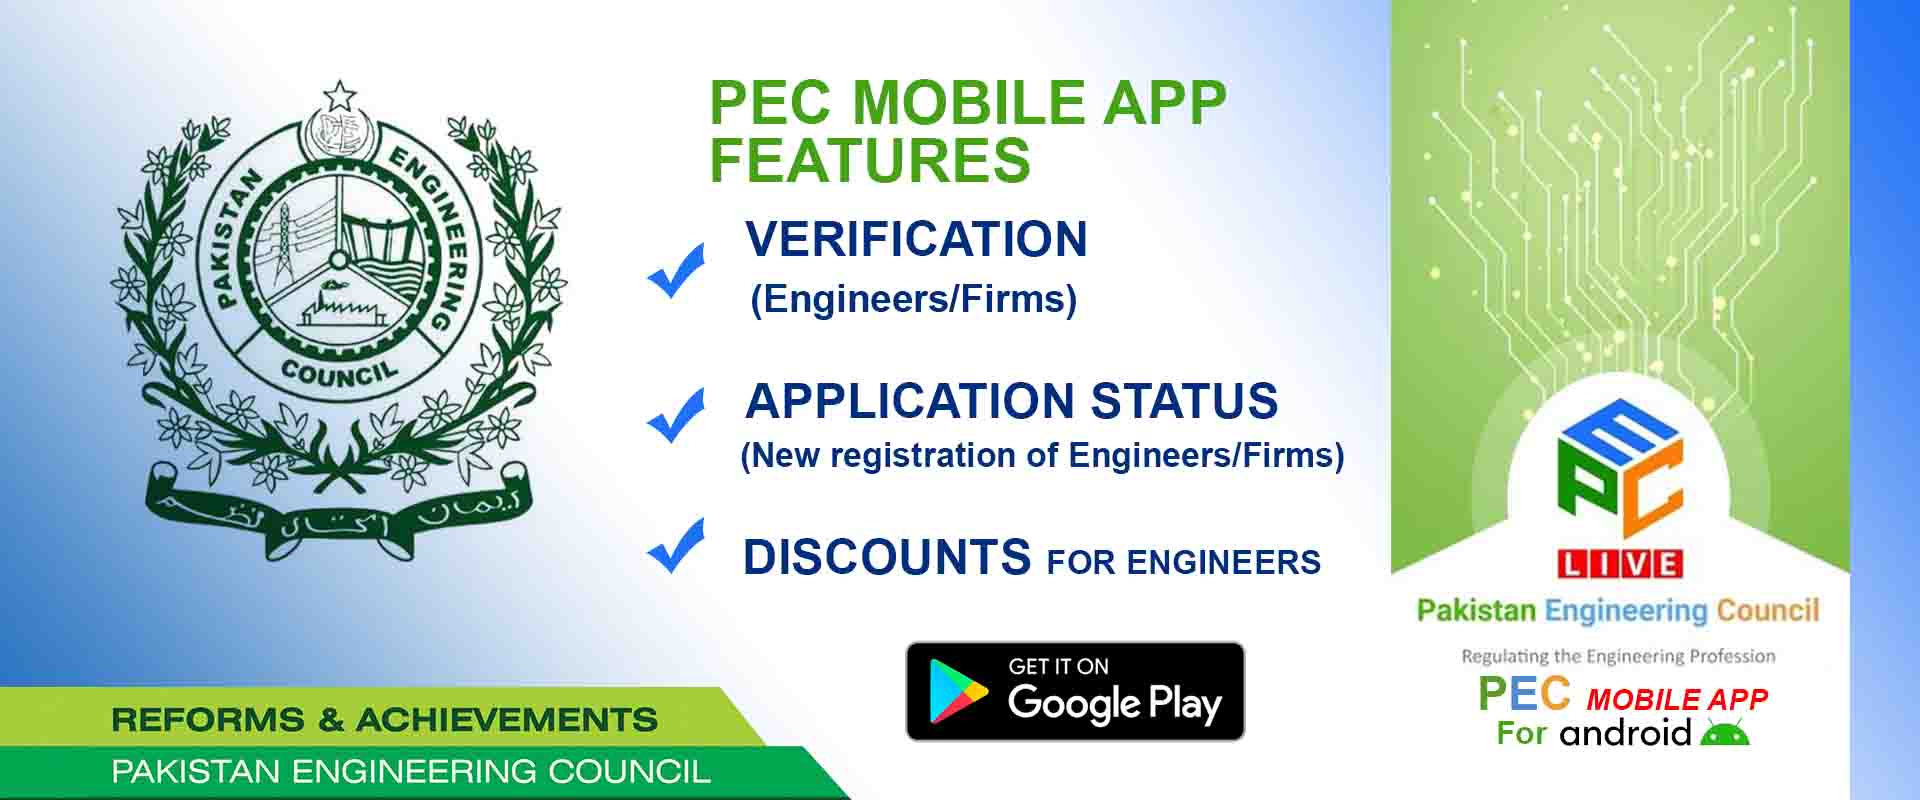 PAKISTAN ENGINEERING COUNCIL
PEC MOBILE APP
FEATURES
VERIFICATION
(Engineers/Firms)
APPLICATION STATUS
(New registration of Engineers/Firms)
DISCOUNTS FOR ENGINEERS
GET IT ON
Google Play
REFORMS & ACHIEVEMENTS
PAKISTAN ENGINEERING COUNCIL
PEC
LIVE
Pakistan Engineering Council
Regulating the Engineering Profession
PEC MOBILE APP
For android